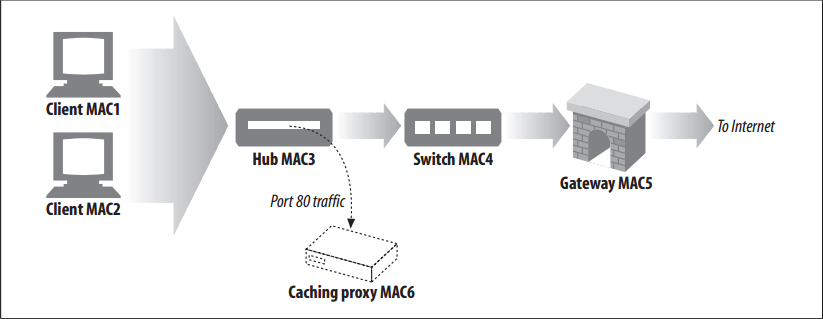 Client MAC1
Client MAC2
Hub MAC3
Switch MAC4
Gateway MAC5
To Internet
Port 80 traffic
Caching proxy MAC6